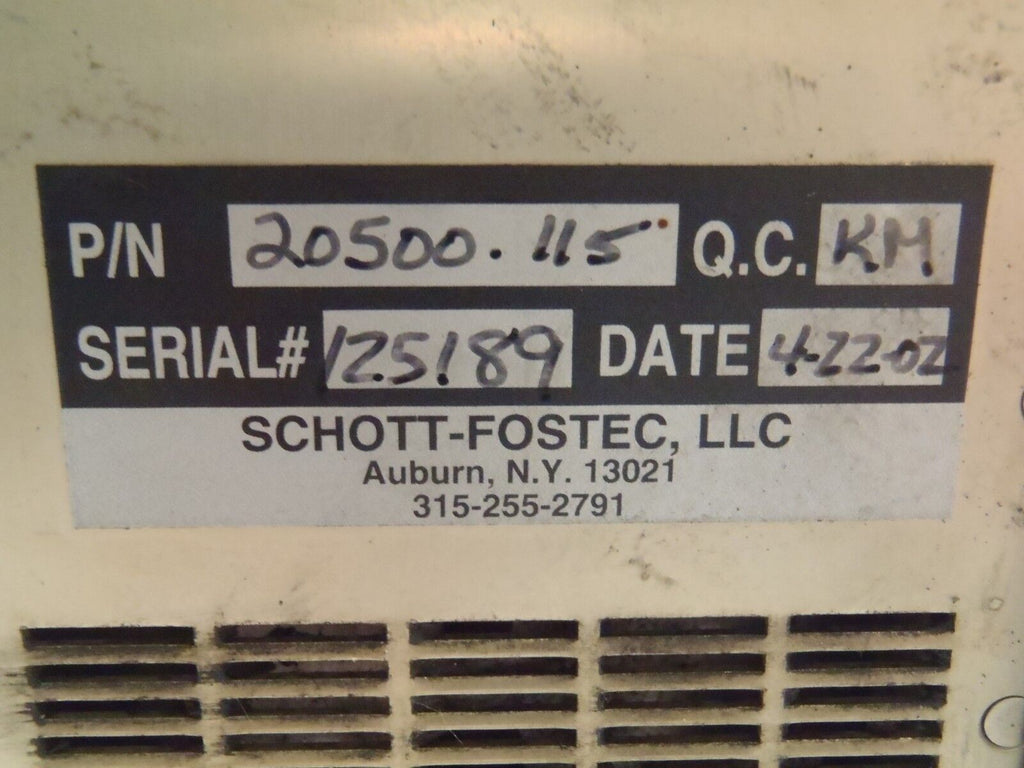 P/N 20500.115 Q.C. KM
SERIAL# 125189 DATE 4-22-02
SCHOTT-FOSTEC, LLC
Auburn, N.Y. 13021
315-255-2791